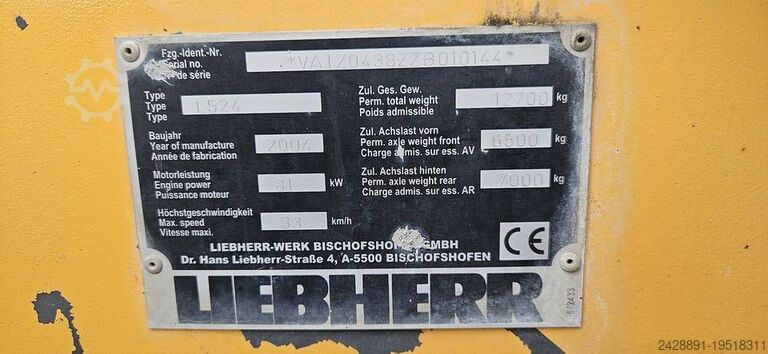 Fzg.-Ident.-Nr.
Serial no.
de série
*VATZ0438ZZB010144*
Type
Type
Type
L524
Baujahr
Year of manufacture
Année de fabrication
2004
Motorleistung
Engine power
Puissance moteur
81 kW
Höchstgeschwindigkeit
Max. speed
Vitesse maxi.
38 km/h
Zul. Ges. Gew.
Perm. total weight
Poids admissible
12700 kg
Zul. Achslast vorn
Perm. axle weight front
Charge admis. sur ess. AV
6500 kg
Zul. Achslast hinten
Perm. axle weight rear
Charge admis. sur ess. AR
7000 kg
LIEBHERR-WERK BISCHOFSHOFEN GMBH
Dr. Hans Liebherr-Straße 4, A-5500 BISCHOFSHOFEN
CE
LIEBHERR
2428891-19518311